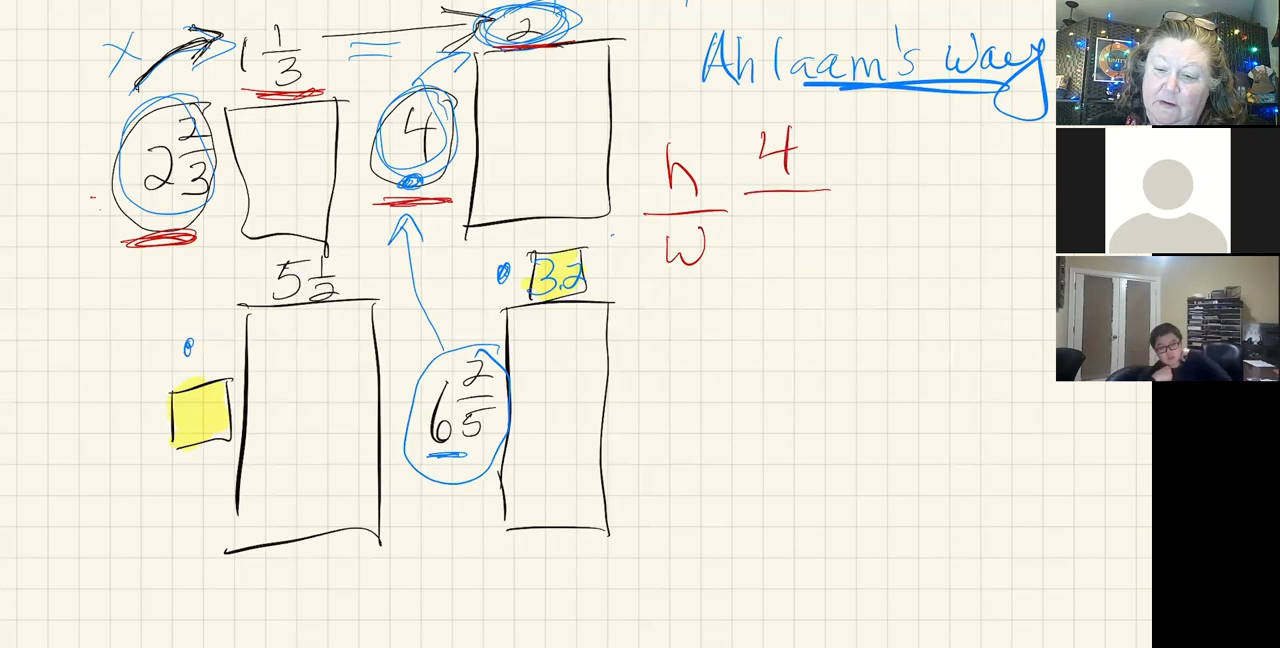 x 1 1/3 = 2
Ahlaam's Way
2 2/3 4
h/w 4
5 1/2 3.2
6 2/5